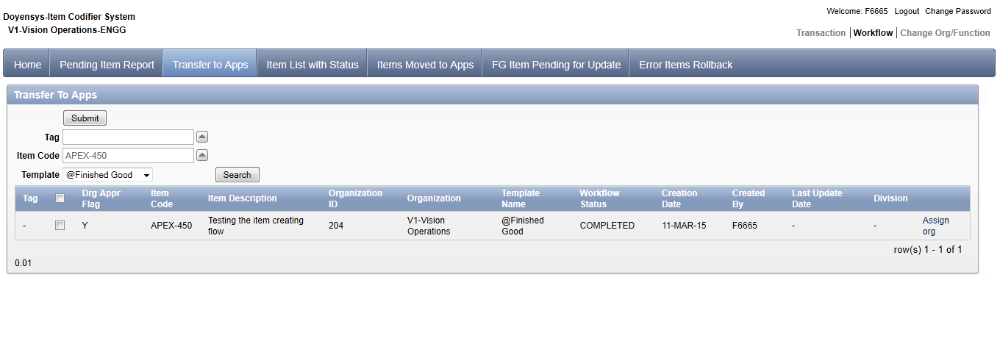 Welcome: F6665 Logout Change Password
Doyensys-Item Codifier System
V1-Vision Operations-ENGG
Transaction Workflow Change Org/Function
Home Pending Item Report Transfer to Apps Item List with Status Items Moved to Apps FG Item Pending for Update Error Items Rollback
Transfer To Apps
Submit
Tag
Item Code APEX-450
Template @Finished Good Search
Tag Drg Appr Flag Item Code Item Description Organization ID Organization Template Name Workflow Status Creation Date Created By Last Update Date Division
- Y APEX-450 Testing the item creating flow 204 V1-Vision Operations @Finished Good COMPLETED 11-MAR-15 F6665 - - Assign org
row(s) 1 - 1 of 1
0.01